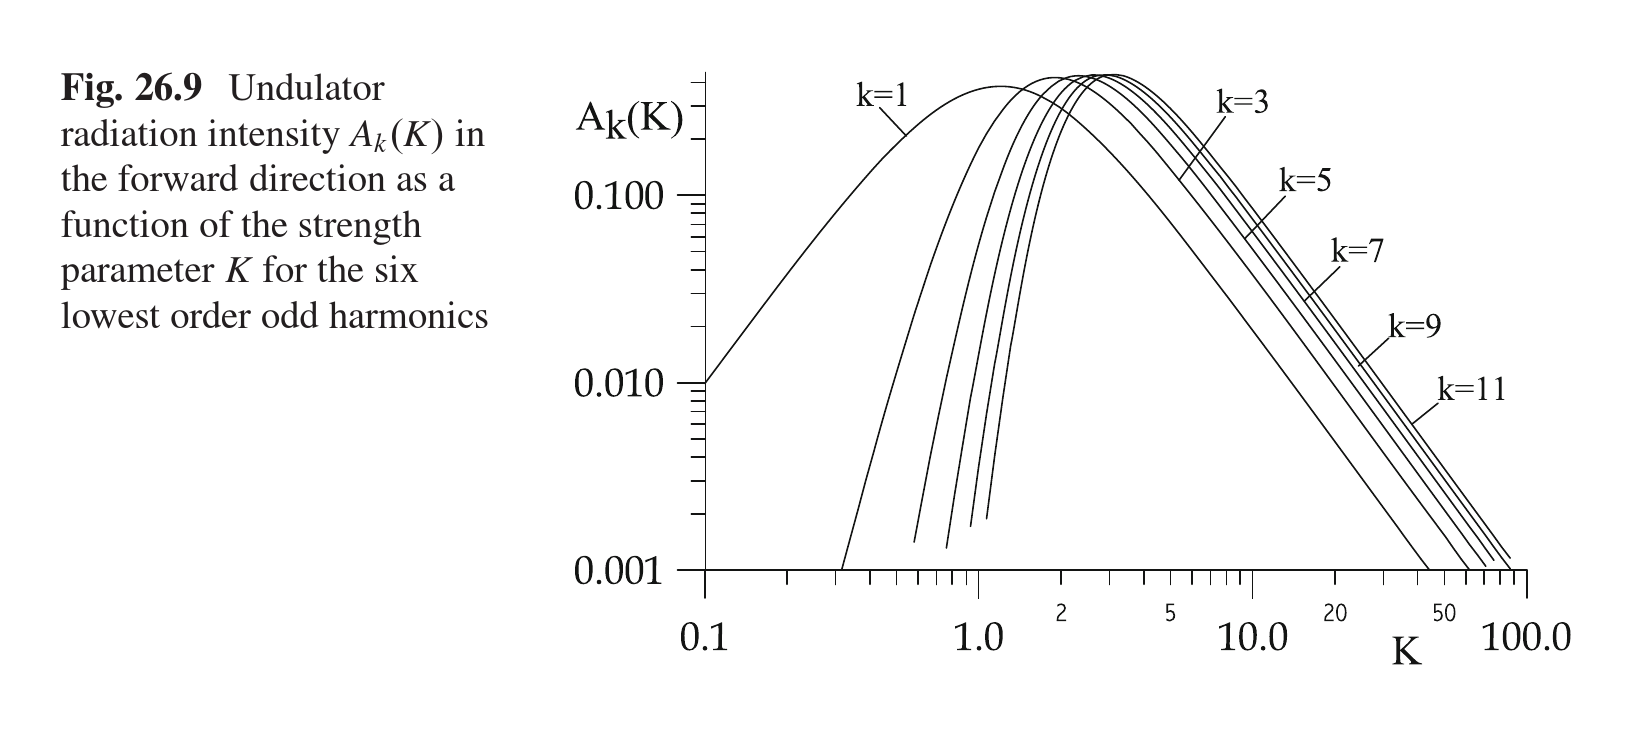 Fig. 26.9 Undulator
radiation intensity Ak(K) in
the forward direction as a
function of the strength
parameter K for the six
lowest order odd harmonics
Ak(K)
0.100
0.010
0.001
k=1
k=3
k=5
k=7
k=9
k=11
2
5
20
50
0.1
1.0
10.0
K
100.0